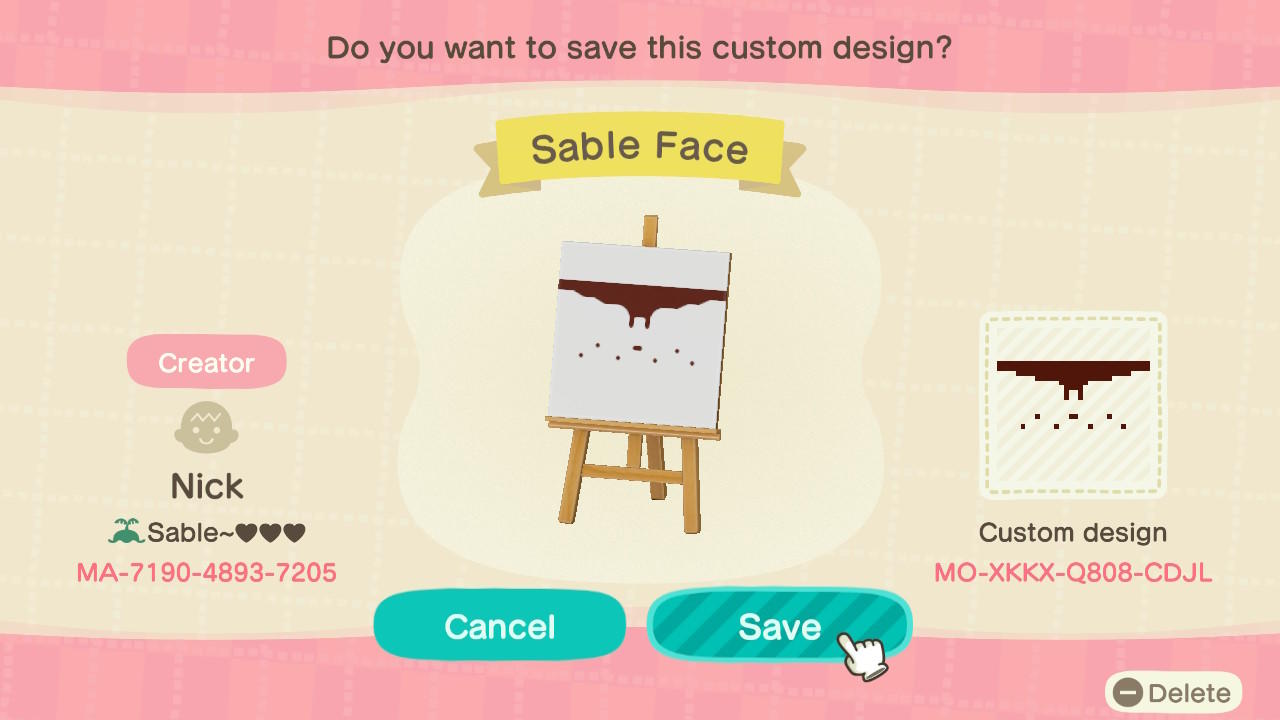 Do you want to save this custom design?
Sable Face
Creator
Nick
Sable~♥♥♥
MA-7190-4893-7205
Custom design
MO-XKKX-Q808-CDJL
Cancel
Save
Delete